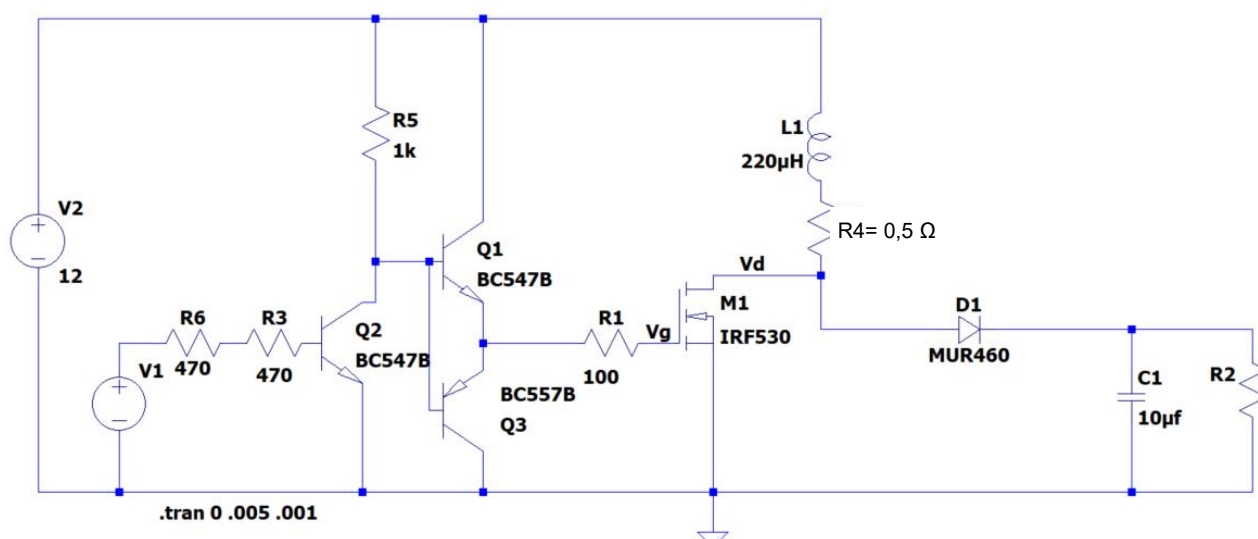 R5
1k
L1
220µH
V2
12
R4= 0,5 Ω
Q1
BC547B
Vd
R6
470
R3
470
Q2
BC547B
R1
100
Vg
M1
IRF530
D1
MUR460
V1
BC557B
Q3
C1
10µf
R2
.tran 0 .005 .001